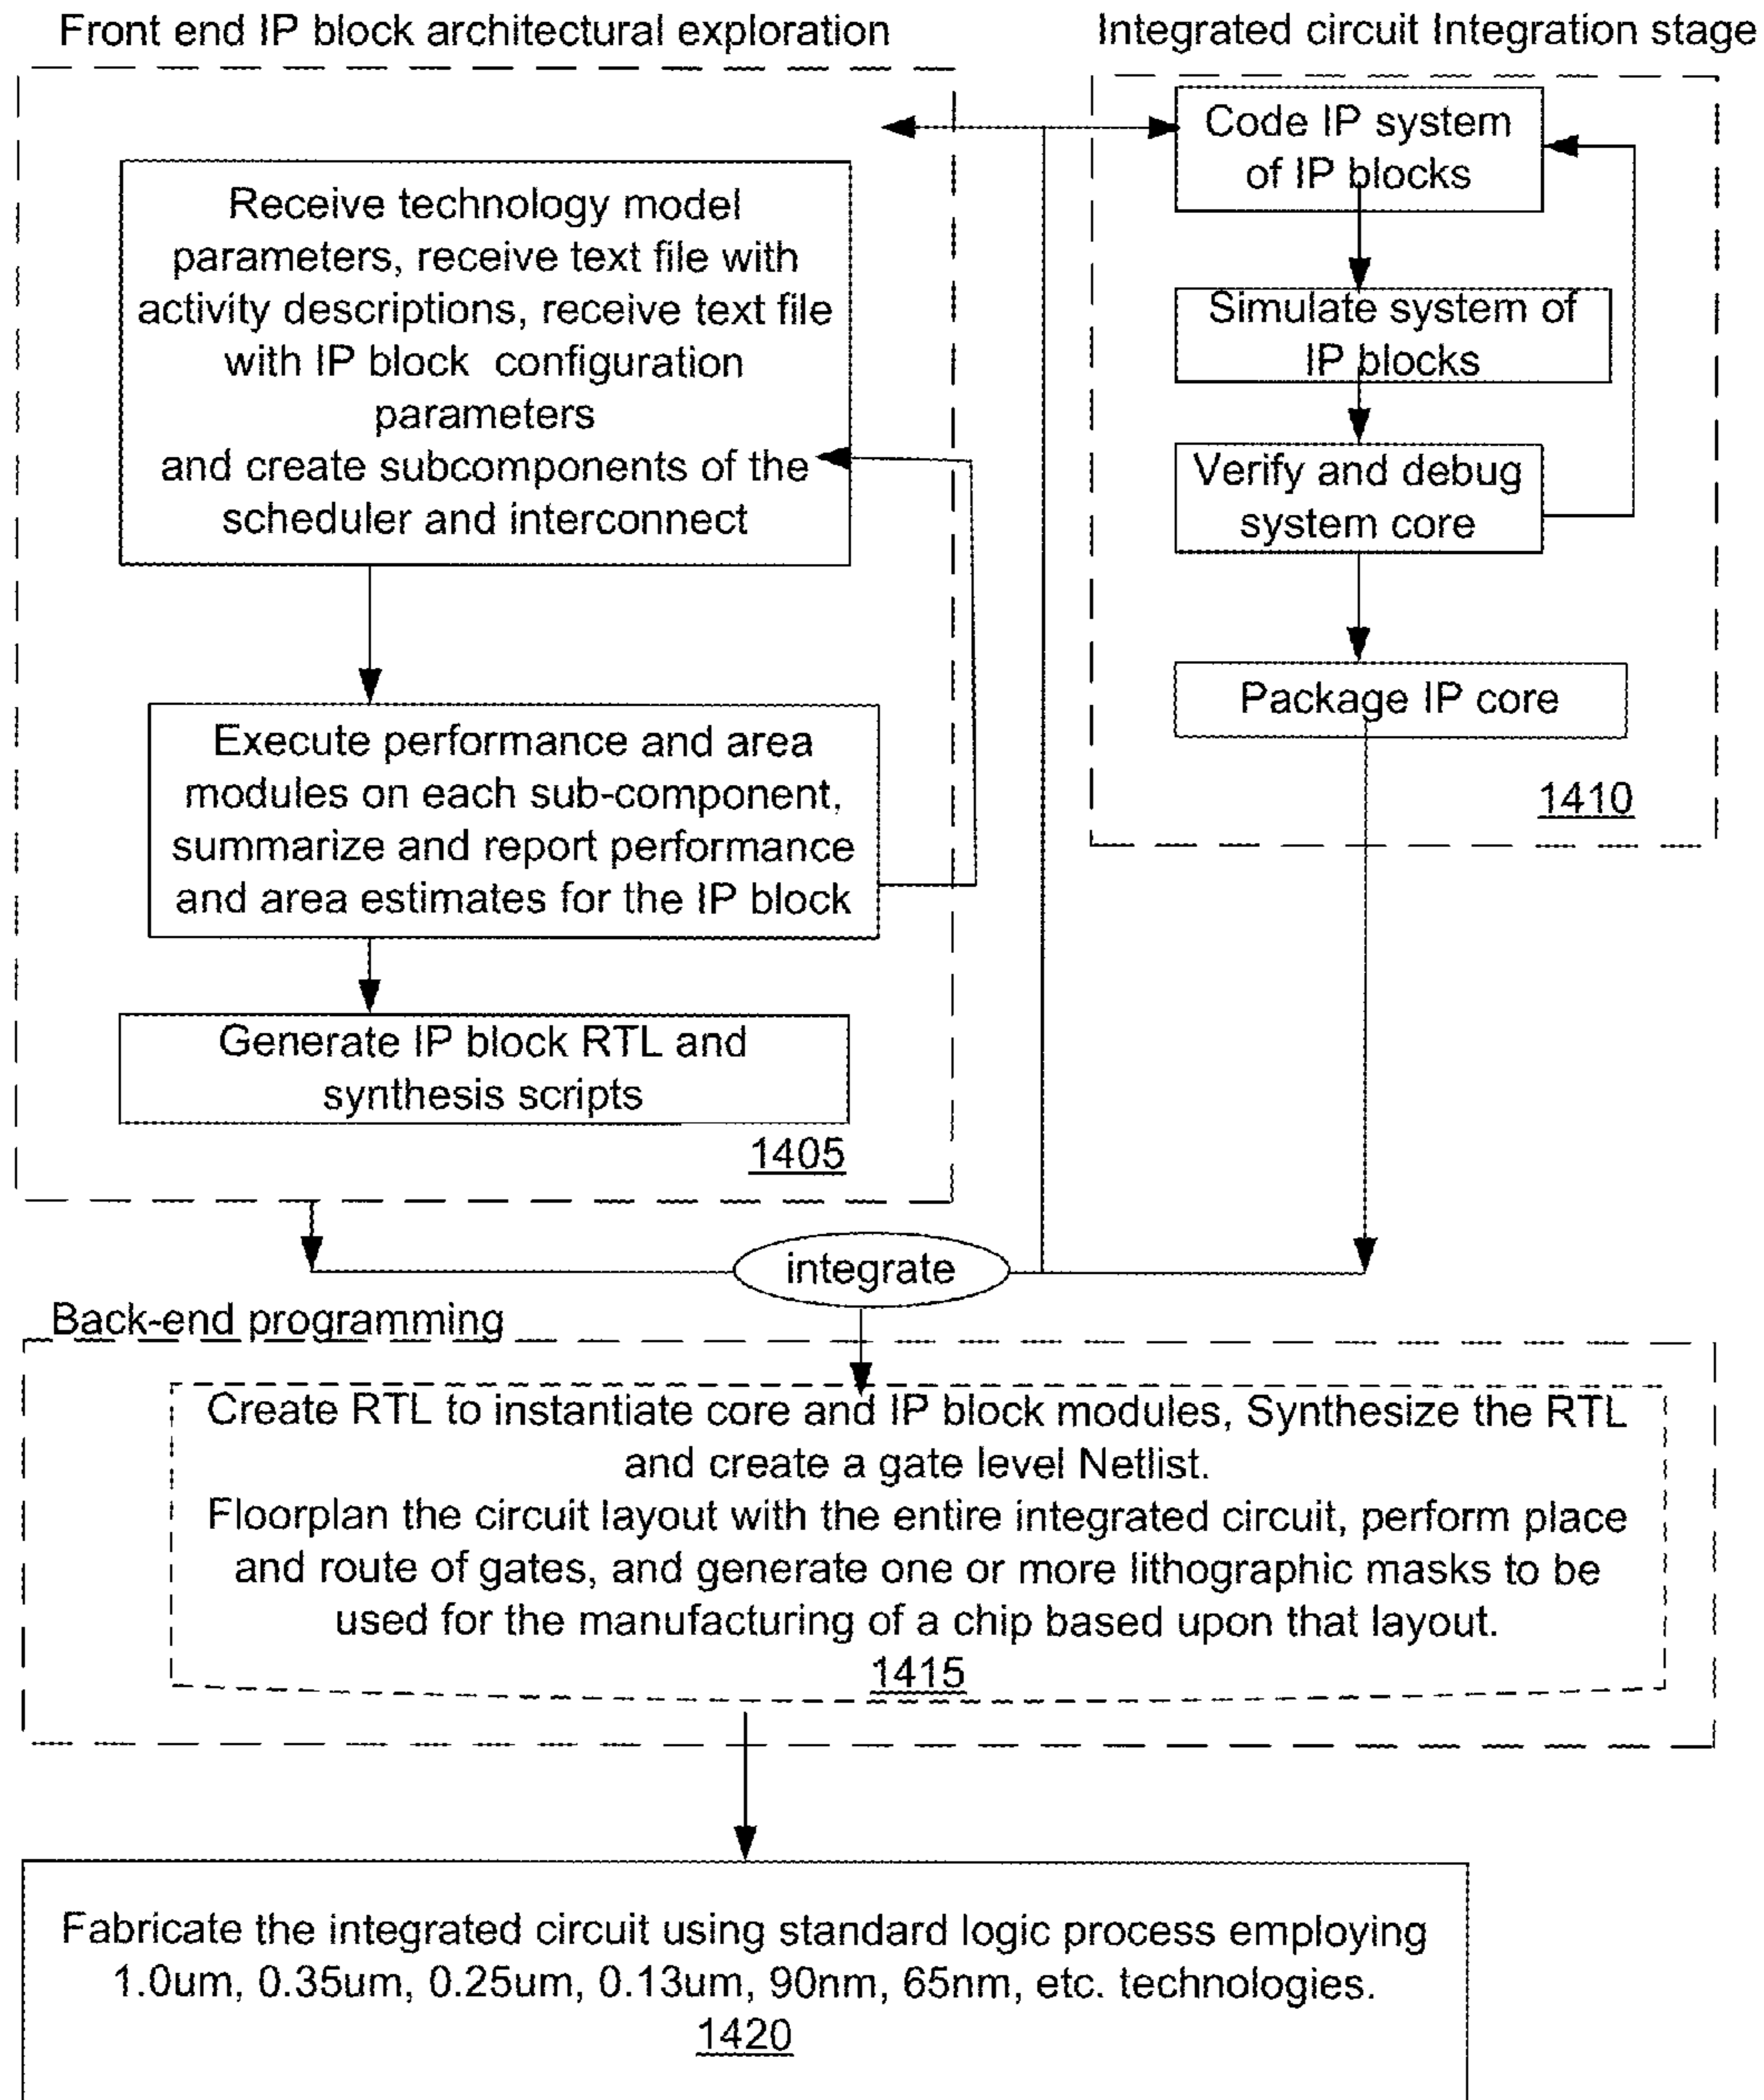 Front end IP block architectural exploration
Receive technology model
parameters, receive text file with
activity descriptions, receive text file
with IP block configuration
parameters
and create subcomponents of the
scheduler and interconnect
Execute performance and area
modules on each sub-component,
summarize and report performance
and area estimates for the IP block
Generate IP block RTL and
synthesis scripts
1405
Integrated circuit Integration stage
Code IP system
of IP blocks
Simulate system of
IP blocks
Verify and debug
system core
Package IP core
1410
integrate
Back-end programming
Create RTL to instantiate core and IP block modules, Synthesize the RTL
and create a gate level Netlist.
Floorplan the circuit layout with the entire integrated circuit, perform place
and route of gates, and generate one or more lithographic masks to be
used for the manufacturing of a chip based upon that layout.
1415
Fabricate the integrated circuit using standard logic process employing
1.0um, 0.35um, 0.25um, 0.13um, 90nm, 65nm, etc. technologies.
1420